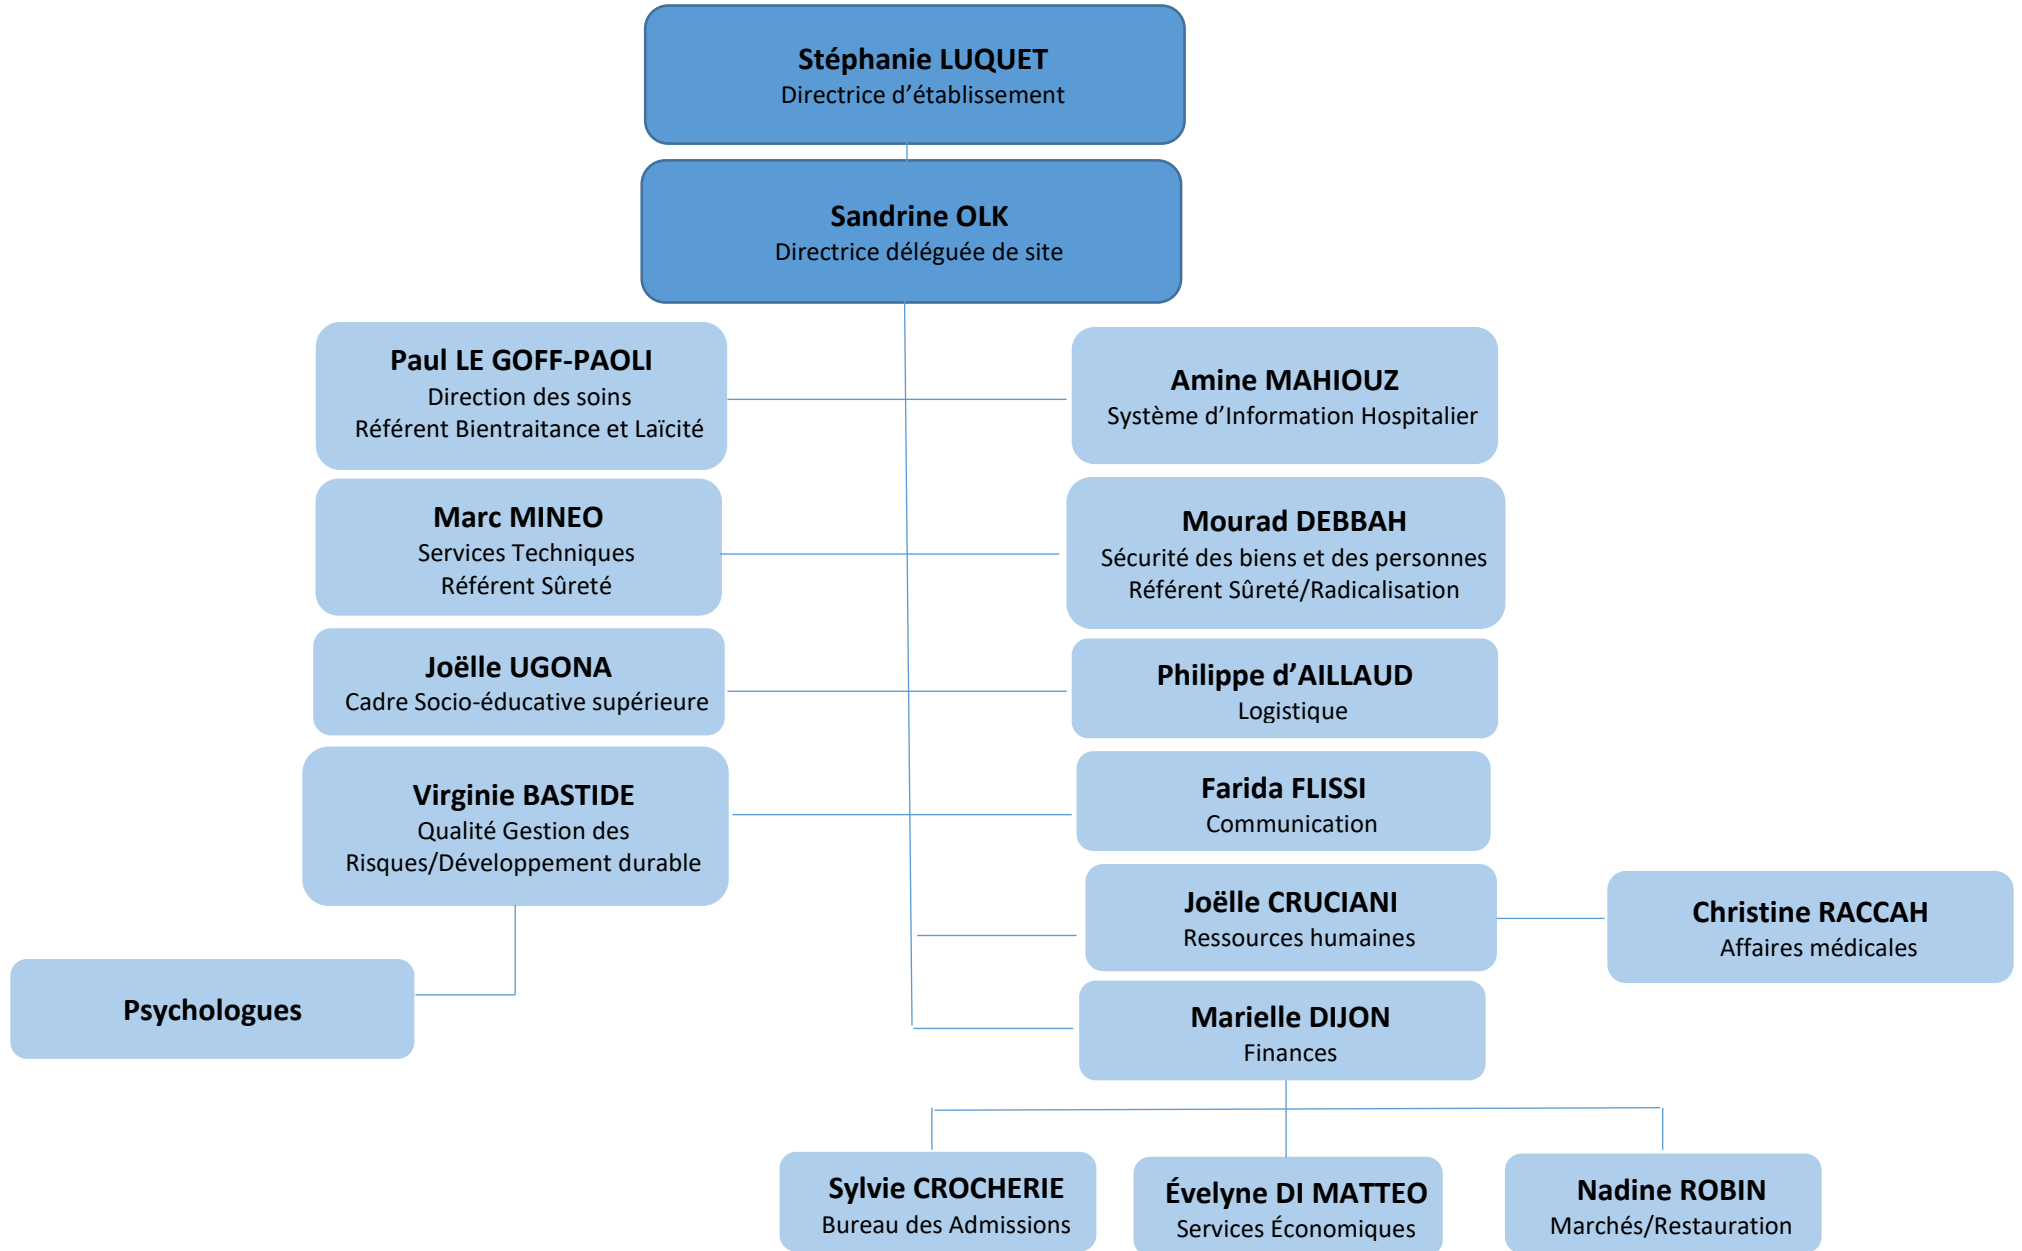 Stéphanie LUQUET
Directrice d’établissement
Sandrine OLK
Directrice déléguée de site
Paul LE GOFF-PAOLI
Direction des soins
Référent Bientraitance et Laïcité
Amine MAHIOUZ
Système d’Information Hospitalier
Marc MINEO
Services Techniques
Référent Sûreté
Mourad DEBBAH
Sécurité des biens et des personnes
Référent Sûreté/Radicalisation
Joëlle UGONA
Cadre Socio-éducative supérieure
Philippe d’AILLAUD
Logistique
Virginie BASTIDE
Qualité Gestion des
Risques/Développement durable
Farida FLISSI
Communication
Joëlle CRUCIANI
Ressources humaines
Christine RACCAH
Affaires médicales
Psychologues
Marielle DIJON
Finances
Sylvie CROCHERIE
Bureau des Admissions
Évelyne DI MATTEO
Services Économiques
Nadine ROBIN
Marchés/Restauration